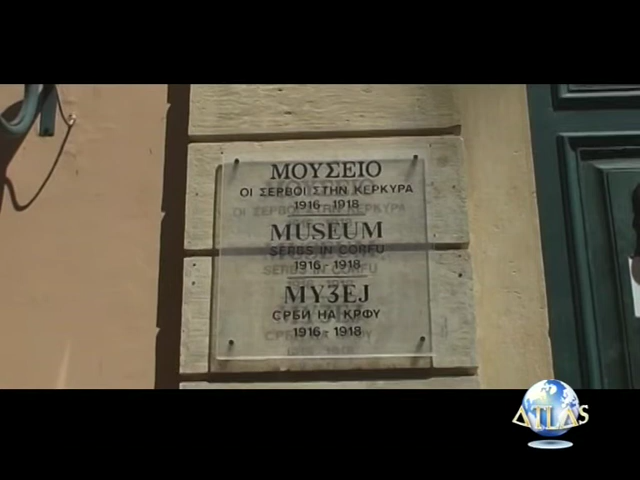 ΜΟΥΣΕΙΟ
ΟΙ ΣΕΡΒΟΙ ΣΤΗΝ ΚΕΡΚΥΡΑ
1916 - 1918
MUSEUM
SERBS IN CORFU
1916 - 1918
МУЗЕЈ
СРБИ НА КРФУ
1916 - 1918
ATLAS